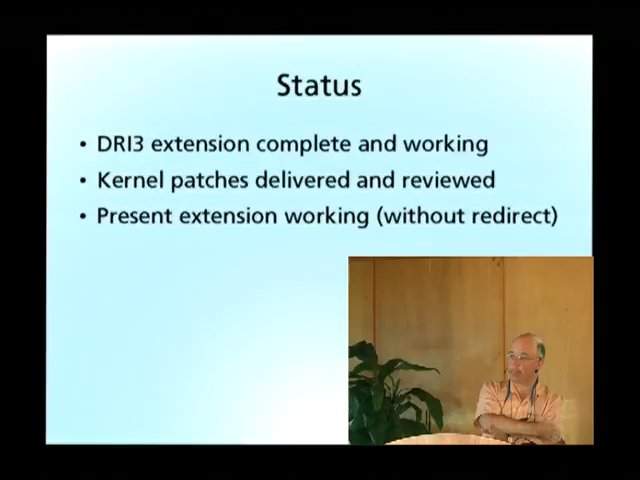 Status
• DRI3 extension complete and working
• Kernel patches delivered and reviewed
• Present extension working (without redirect)